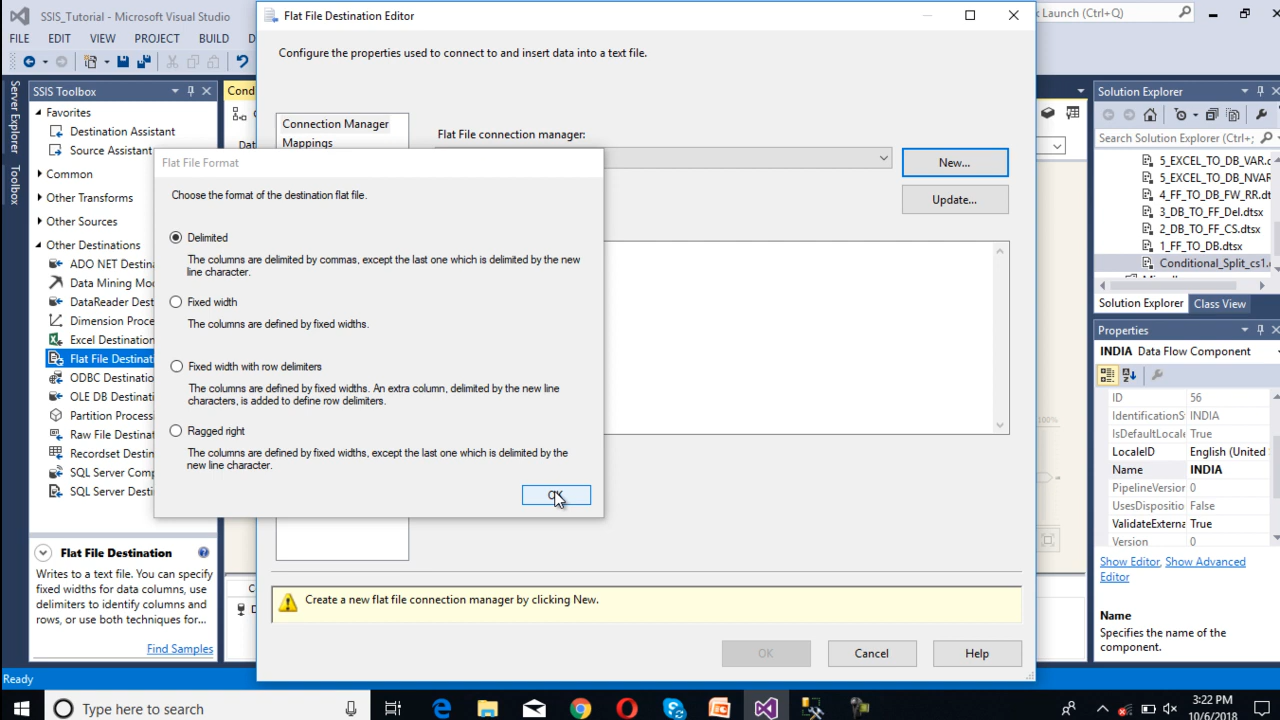 SSIS_Tutorial - Microsoft Visual Studio
Flat File Destination Editor
k Launch (Ctrl+Q)
FILE EDIT VIEW PROJECT BUILD
Configure the properties used to connect to and insert data into a text file.
Server Explorer
Toolbox
SSIS Toolbox
Favorites
Destination Assistant
Source Assistant
Common
Other Transforms
Other Sources
Other Destinations
ADO NET Destina
Data Mining Mo
DataReader Desti
Dimension Proce
Excel Destination
Flat File Destinat
ODBC Destinatio
OLE DB Destinati
Partition Process
Raw File Destinat
Recordset Destin
SQL Server Comp
SQL Server Desti
Flat File Destination
Writes to a text file. You can specify
fixed widths for data columns, use
delimiters to identify columns and
rows, or use both techniques for...
Find Samples
Cond
Connection Manager
Mappings
Flat File connection manager:
New...
Update...
Flat File Format
Choose the format of the destination flat file.
Delimited
The columns are delimited by commas, except the last one which is delimited by the new
line character.
Fixed width
The columns are defined by fixed widths.
Fixed width with row delimiters
The columns are defined by fixed widths. An extra column, delimited by the new line
characters, is added to define row delimiters.
Ragged right
The columns are defined by fixed widths, except the last one which is delimited by the
new line character.
OK
Create a new flat file connection manager by clicking New.
OK Cancel Help
100%
Solution Explorer
Search Solution Explorer (Ctrl+;
5_EXCEL_TO_DB_VAR.d
5_EXCEL_TO_DB_NVAR
4_FF_TO_DB_FW_RR.dt
3_DB_TO_FF_Del.dtsx
2_DB_TO_FF_CS.dtsx
1_FF_TO_DB.dtsx
Conditional_Split_cs1.d
Solution Explorer Class View
Properties
INDIA Data Flow Component
ID 56
IdentificationS INDIA
IsDefaultLocale True
LocaleID English (United
Name INDIA
PipelineVersion 0
UsesDispositio False
ValidateExterna True
Version 0
Show Editor, Show Advanced
Editor
Name
Specifies the name of the
component.
Ready
Type here to search
3:22 PM
10/6/2018